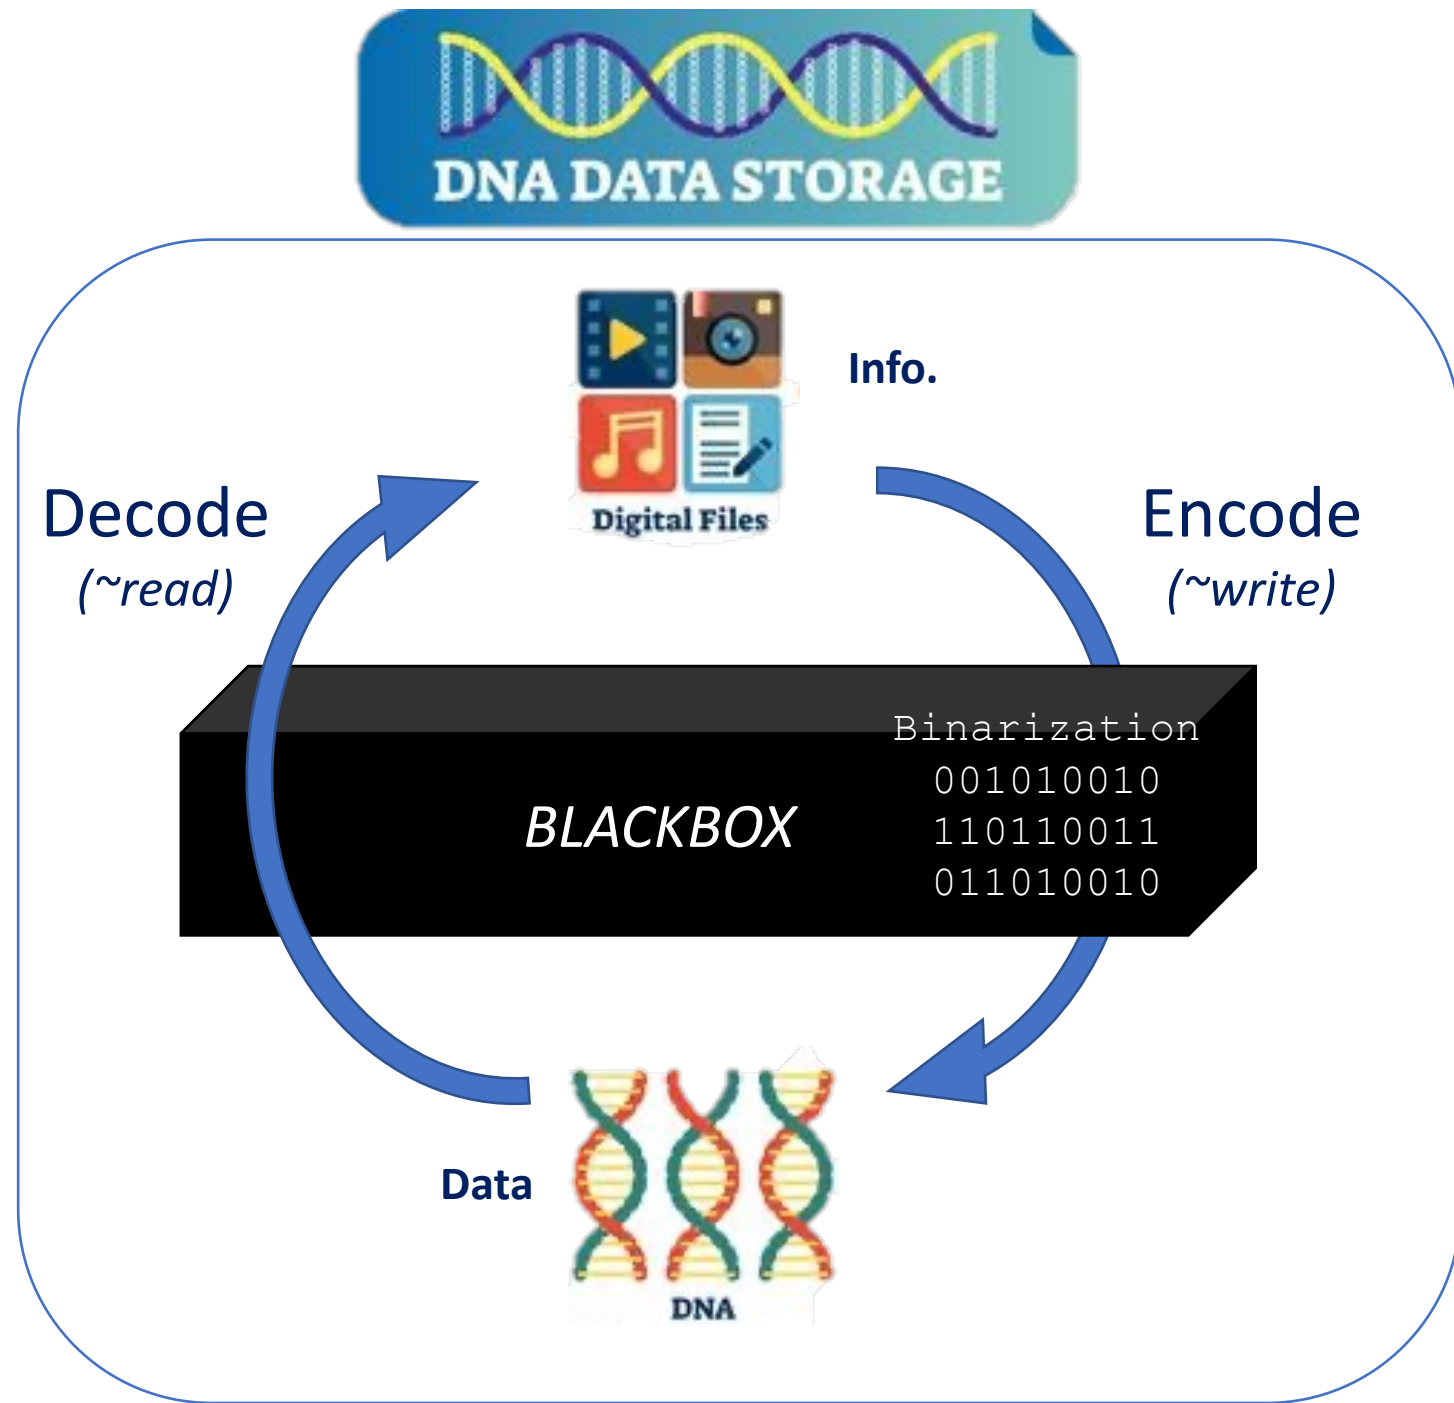 DNA DATA STORAGE
Info.
Digital Files
Decode
(~read)
Encode
(~write)
Binarization
001010010
110110011
011010010
BLACKBOX
Data
DNA